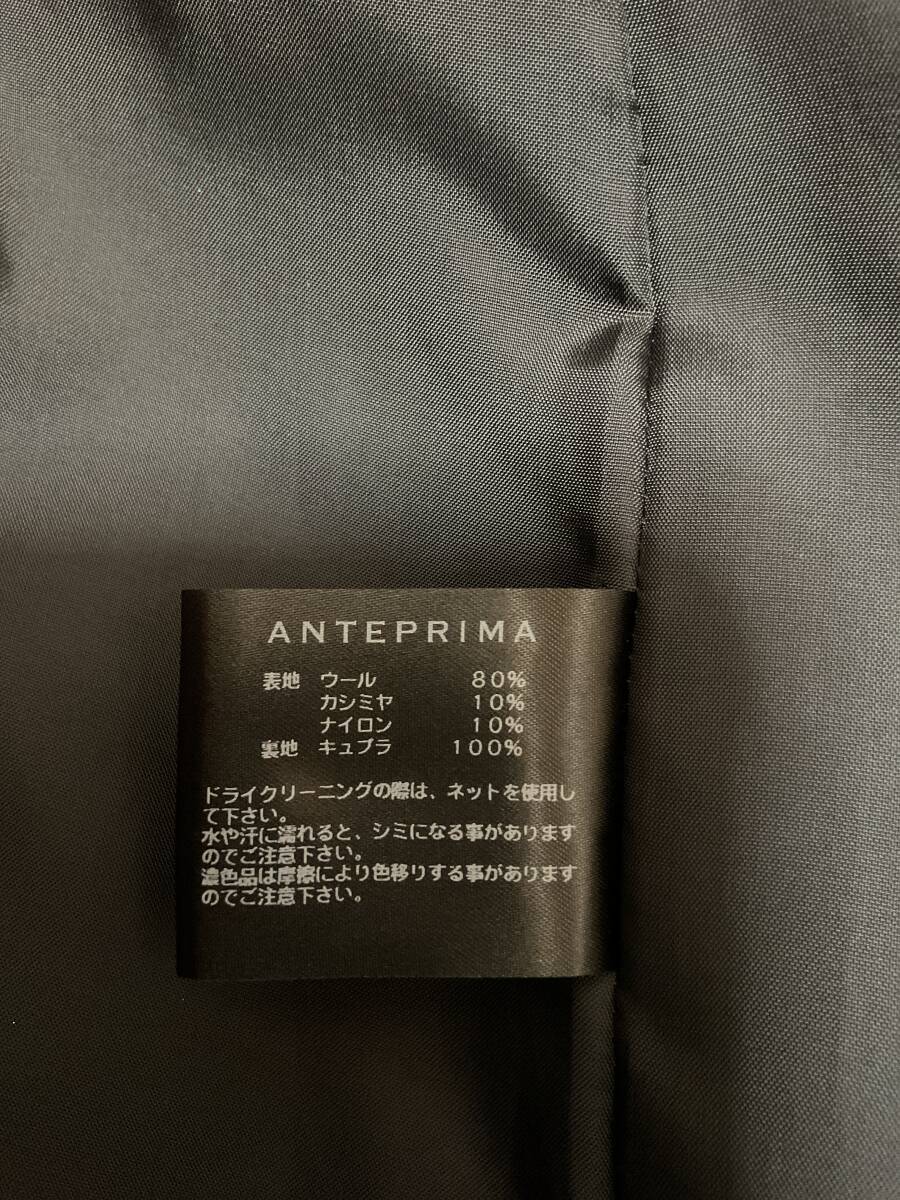 ANTEPRIMA
表地 ウール 80%
カシミヤ 10%
ナイロン 10%
裏地 キュプラ 100%
ドライクリーニングの際は、ネットを使用し
て下さい。
水や汗に濡れると、シミになる事があります
のでご注意下さい。
濃色品は摩擦により色移りする事があります
のでご注意下さい。